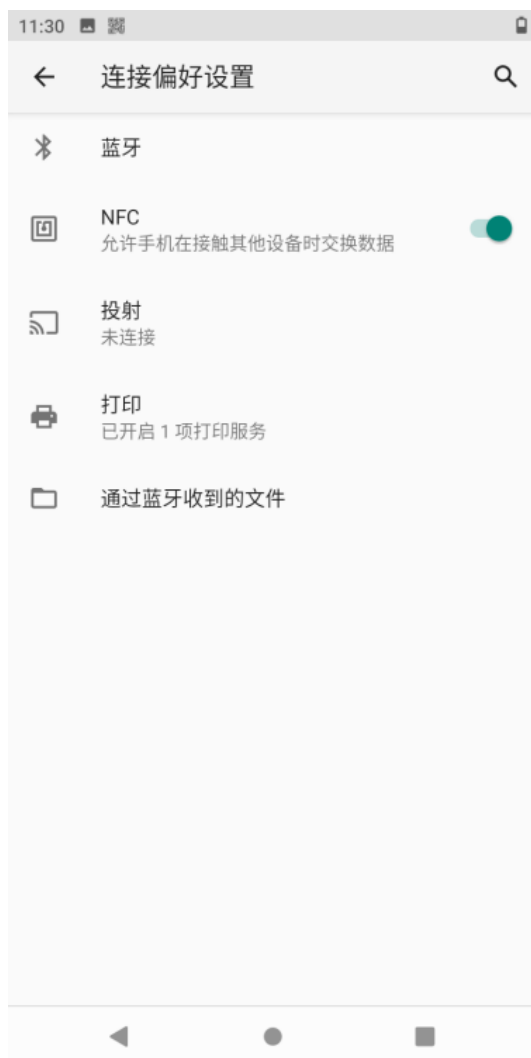 11:30
连接偏好设置
蓝牙
NFC
允许手机在接触其他设备时交换数据
投射
未连接
打印
已开启 1 项打印服务
通过蓝牙收到的文件